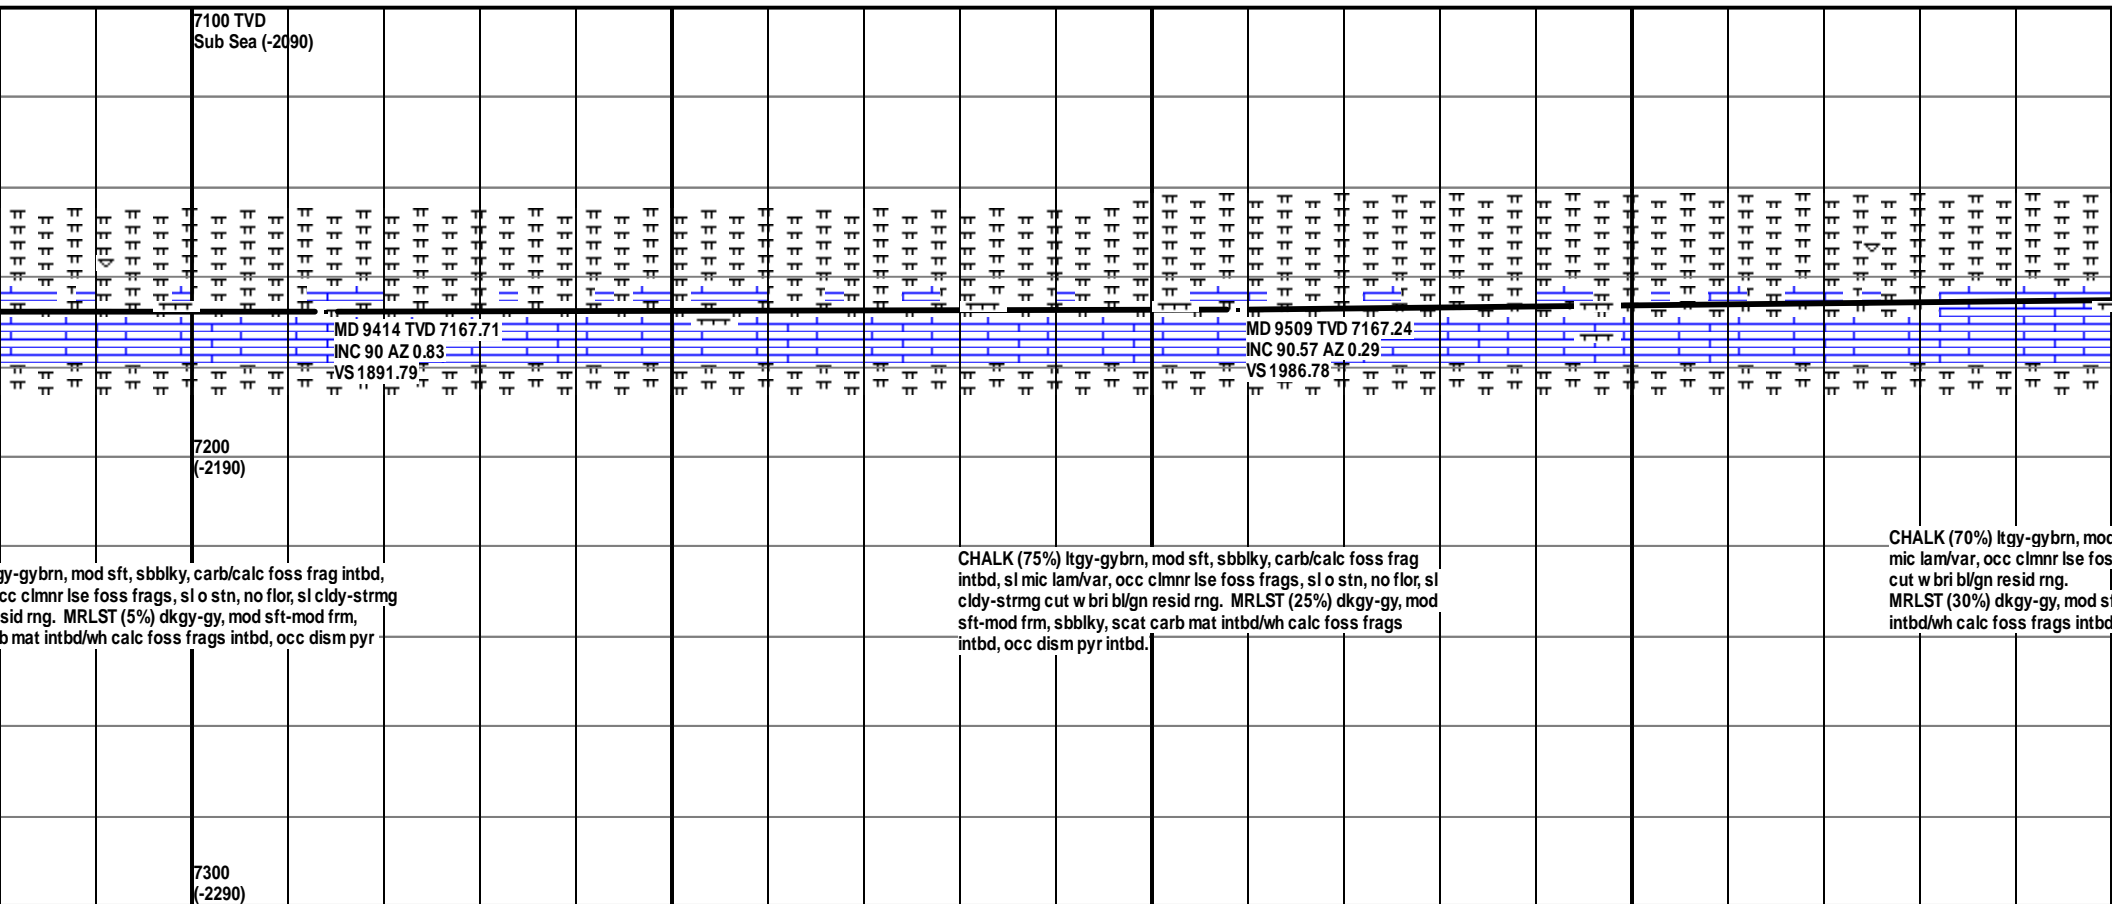 7100 TVD
Sub Sea (-2090)
MD 9414 TVD 7167.71
INC 90 AZ 0.83
VS 1891.79
MD 9509 TVD 7167.24
INC 90.57 AZ 0.29
VS 1986.78
7200
(-2190)
gy-gybrn, mod sft, sbblky, carb/calc foss frag intbd,
cc clmnr lse foss frags, sl o stn, no flor, sl cldy-strmg
sid rng.  MRLST (5%) dkgy-gy, mod sft-mod frm,
b mat intbd/wh calc foss frags intbd, occ dism pyr
CHALK (75%) ltgy-gybrn, mod sft, sbblky, carb/calc foss frag
intbd, sl mic lam/var, occ clmnr lse foss frags, sl o stn, no flor, sl
cldy-strmg cut w bri bl/gn resid rng.  MRLST (25%) dkgy-gy, mod
sft-mod frm, sbblky, scat carb mat intbd/wh calc foss frags
intbd, occ dism pyr intbd.
CHALK (70%) ltgy-gybrn, mod
mic lam/var, occ clmnr lse fos
cut w bri bl/gn resid rng.
MRLST (30%) dkgy-gy, mod sf
intbd/wh calc foss frags intbd
7300
(-2290)